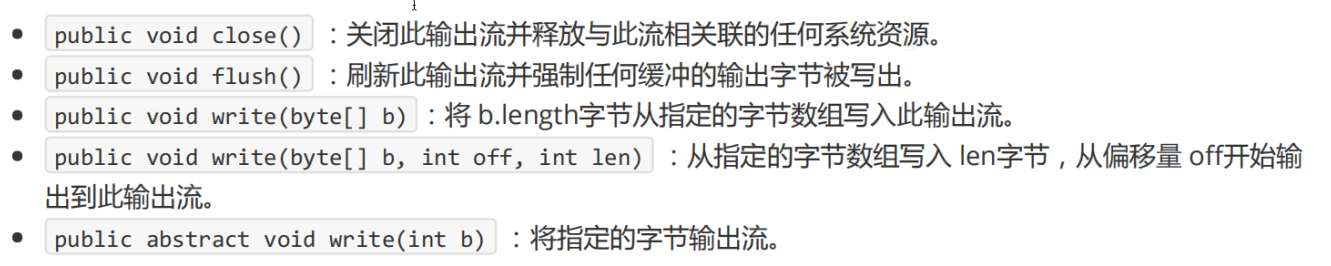 • public void close() ：关闭此输出流并释放与此流相关联的任何系统资源。
• public void flush() ：刷新此输出流并强制任何缓冲的输出字节被写出。
• public void write(byte[] b) ：将 b.length字节从指定的字节数组写入此输出流。
• public void write(byte[] b, int off, int len) ：从指定的字节数组写入 len字节，从偏移量 off开始输
出到此输出流。
• public abstract void write(int b) ：将指定的字节输出流。